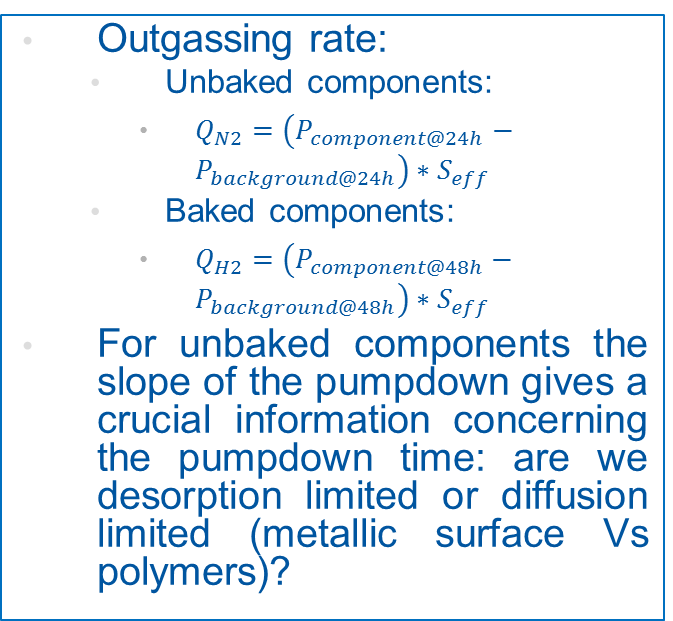 • Outgassing rate:
• Unbaked components:
• Q_{N2} = (P_{component@24h} −
P_{background@24h}) ∗ S_{eff}
• Baked components:
• Q_{H2} = (P_{component@48h} −
P_{background@48h}) ∗ S_{eff}
• For unbaked components the
slope of the pumpdown gives a
crucial information concerning
the pumpdown time: are we
desorption limited or diffusion
limited (metallic surface Vs
polymers)?